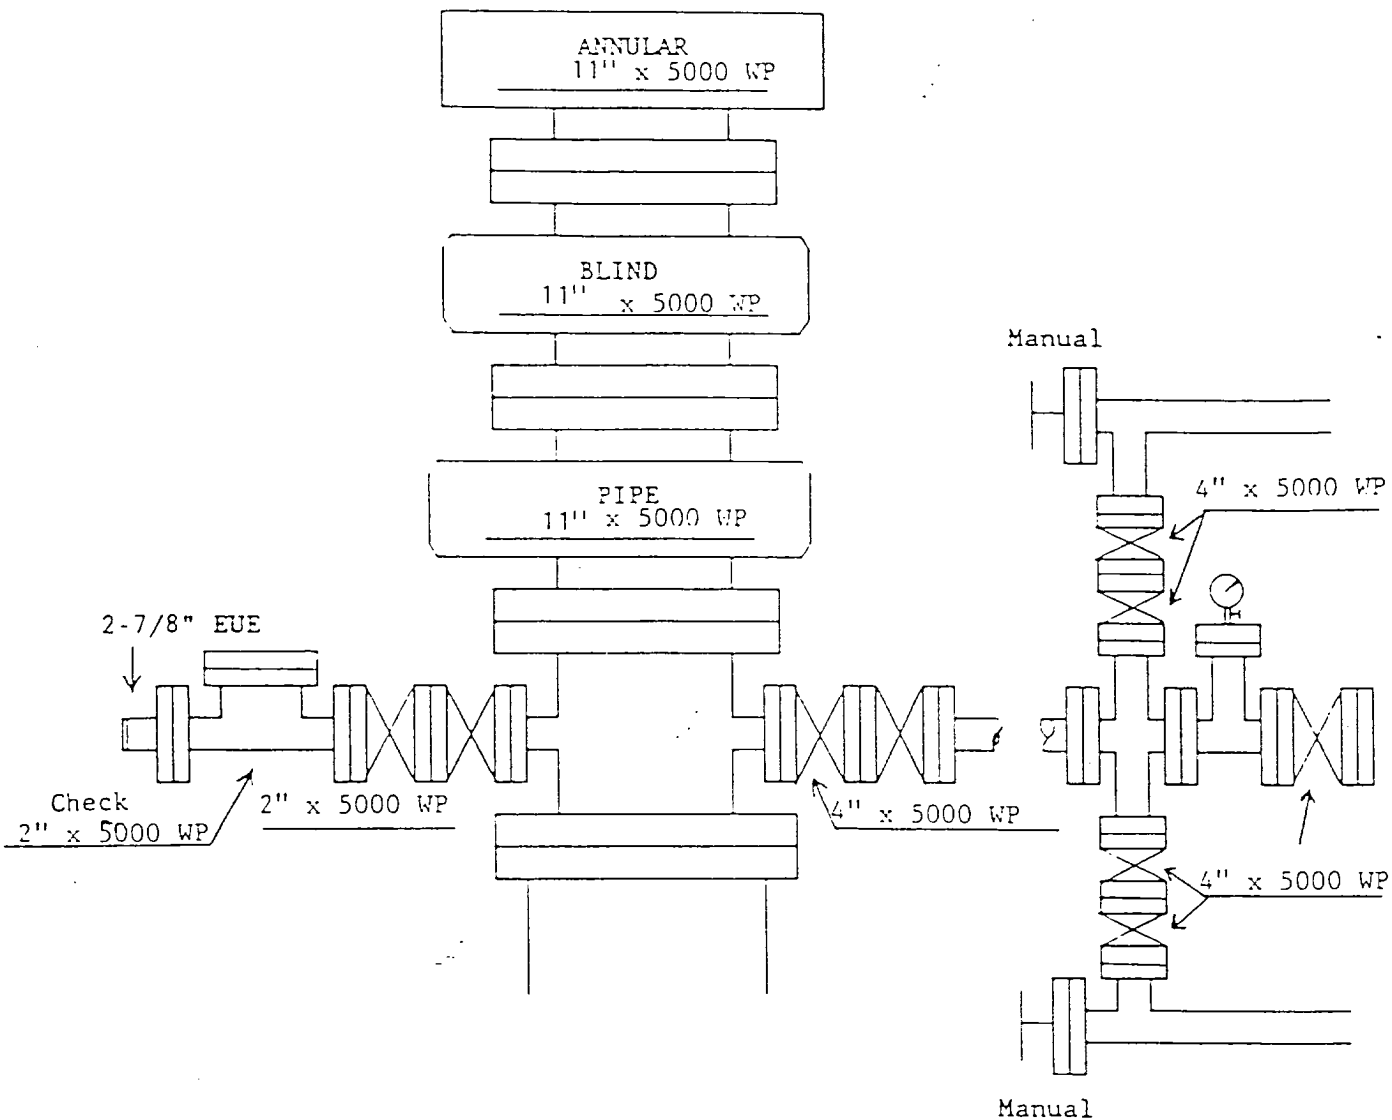 ANNULAR
11" x 5000 WP
BLIND
11" x 5000 WP
Manual
PIPE
11" x 5000 WP
4" x 5000 WP
2-7/8" EUE
Check
2" x 5000 WP
2" x 5000 WP
4" x 5000 WP
4" x 5000 WP
Manual